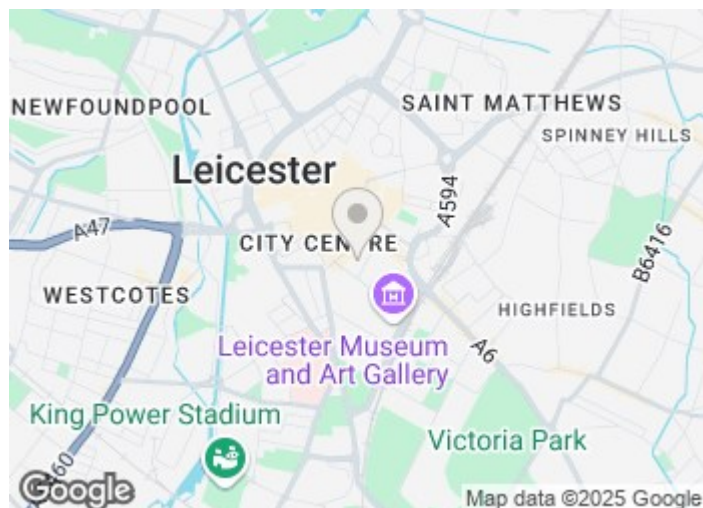 NEWFOUNDPOOL
SAINT MATTHEWS
SPINNEY HILLS
Leicester
A594
A47
CITY CENTRE
B6416
WESTCOTES
HIGHFIELDS
Leicester Museum
and Art Gallery
A6
King Power Stadium
Victoria Park
Google
Map data ©2025 Google